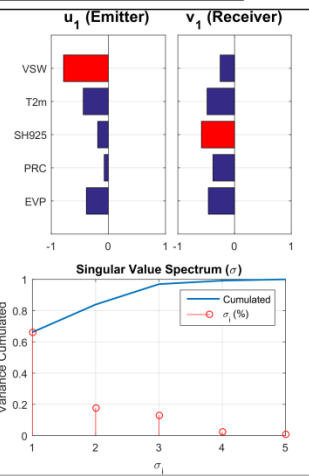 u1 (Emitter)
v1 (Receiver)
VSW
T2m
SH925
PRC
EVP
-1 0 1
-1 0 1
Singular Value Spectrum (σ)
Variance Cumulated
1
0.8
0.6
0.4
0.2
0
Cumulated
σi (%)
1 2 3 4 5
σi